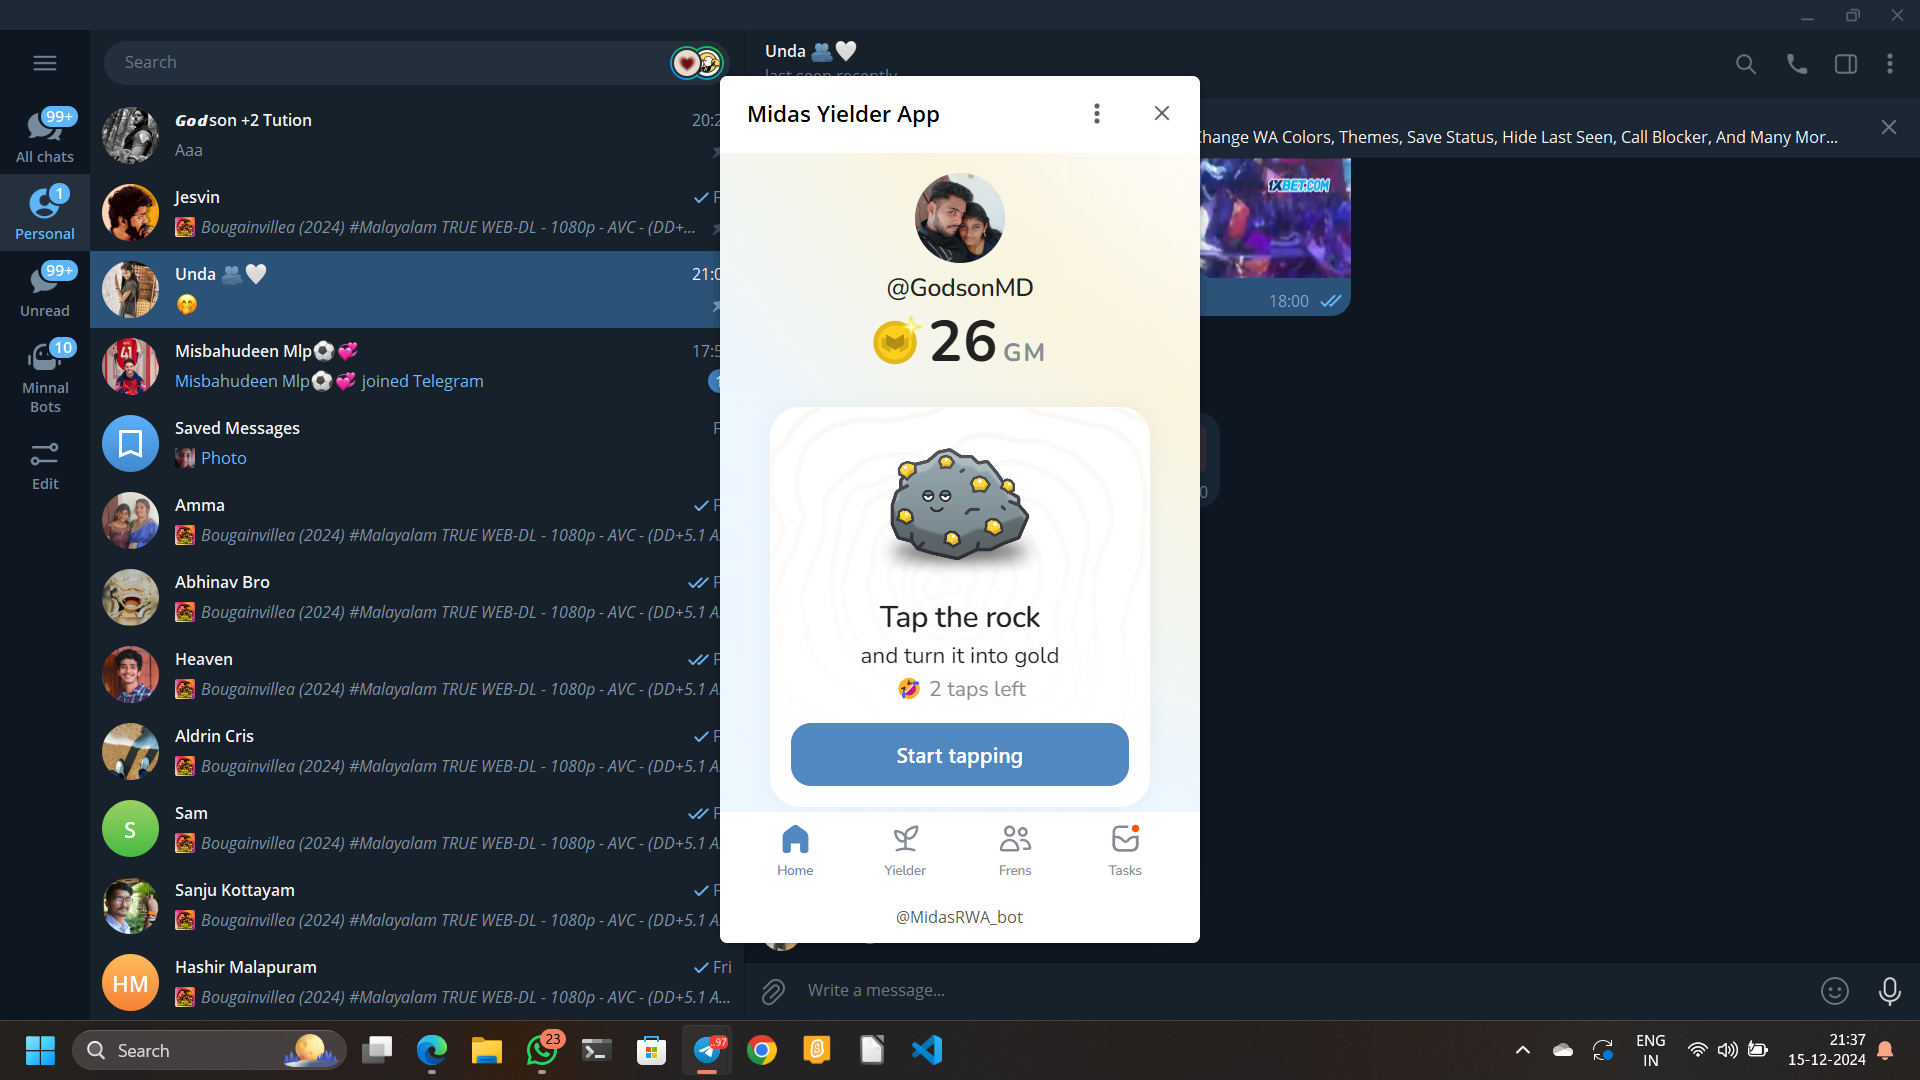 Search
99+
All chats
1
Personal
99+
Unread
10
Minnal
Bots
Edit
Godson +2 Tution
20:2
Aaa
Jesvin
F
Bougainvillea (2024) #Malayalam TRUE WEB-DL - 1080p - AVC - (DD+...
Unda 🫂🤍
21:0
🤭
Misbahudeen Mlp⚽💞
17:5
Misbahudeen Mlp⚽💞 joined Telegram
1
Saved Messages
F
Photo
Amma
F
Bougainvillea (2024) #Malayalam TRUE WEB-DL - 1080p - AVC - (DD+5.1 A
Abhinav Bro
F
Bougainvillea (2024) #Malayalam TRUE WEB-DL - 1080p - AVC - (DD+5.1 A
Heaven
F
Bougainvillea (2024) #Malayalam TRUE WEB-DL - 1080p - AVC - (DD+5.1 A
Aldrin Cris
F
Bougainvillea (2024) #Malayalam TRUE WEB-DL - 1080p - AVC - (DD+5.1 A
S
Sam
F
Bougainvillea (2024) #Malayalam TRUE WEB-DL - 1080p - AVC - (DD+5.1 A
Sanju Kottayam
F
Bougainvillea (2024) #Malayalam TRUE WEB-DL - 1080p - AVC - (DD+5.1 A
HM
Hashir Malapuram
Fri
Bougainvillea (2024) #Malayalam TRUE WEB-DL - 1080p - AVC - (DD+5.1 A...
Unda 🫂🤍
last seen recently
Change WA Colors, Themes, Save Status, Hide Last Seen, Call Blocker, And Many Mor...
1XBET.COM
18:00
0
Midas Yielder App
@GodsonMD
26 GM
Tap the rock
and turn it into gold
🤣 2 taps left
Start tapping
Home
Yielder
Frens
Tasks
@MidasRWA_bot
Write a message...
Search
23
..97
ENG
IN
21:37
15-12-2024